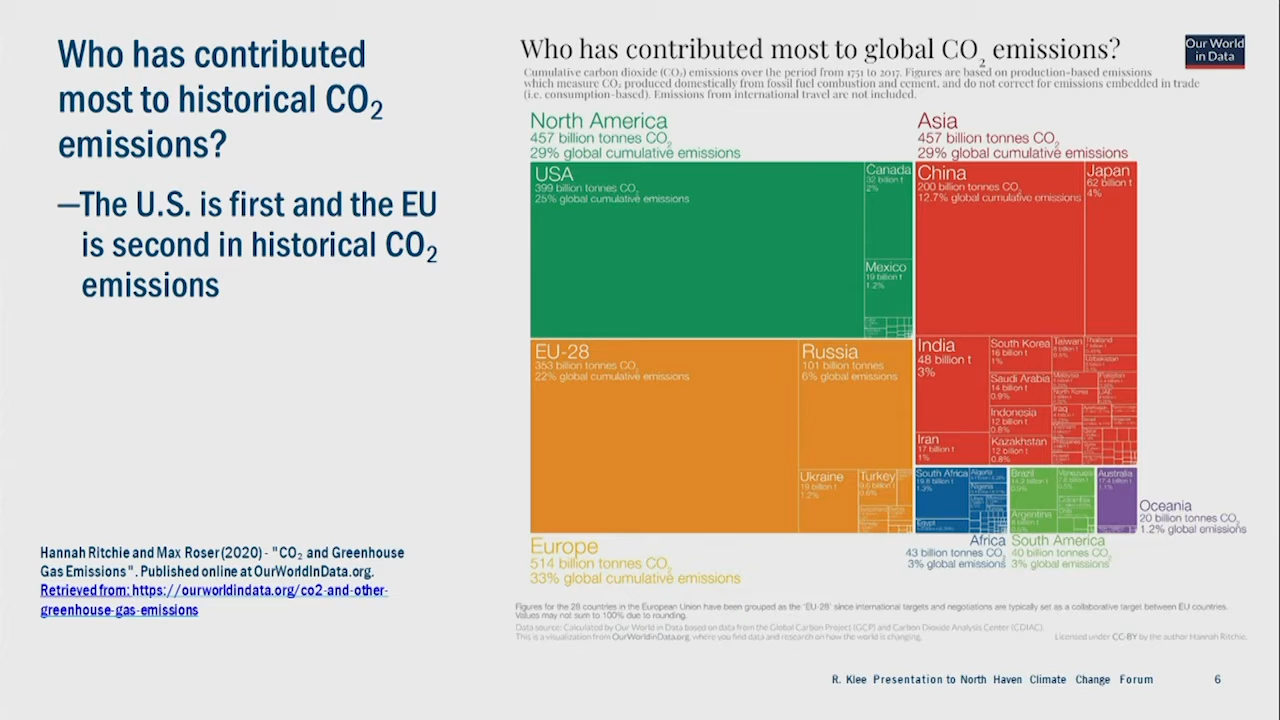 Who has contributed
most to historical CO₂
emissions?
—The U.S. is first and the EU
is second in historical CO₂
emissions
Hannah Ritchie and Max Roser (2020) - "CO₂ and Greenhouse
Gas Emissions". Published online at OurWorldInData.org.
Retrieved from: https://ourworldindata.org/co2-and-other-
greenhouse-gas-emissions
Who has contributed most to global CO₂ emissions?
Our World
in Data
Cumulative carbon dioxide (CO₂) emissions over the period from 1751 to 2017. Figures are based on production-based emissions
which measure CO₂ produced domestically from fossil fuel combustion and cement, and do not correct for emissions embedded in trade
(i.e. consumption-based). Emissions from international travel are not included.
North America
457 billion tonnes CO₂
29% global cumulative emissions
Asia
457 billion tonnes CO₂
29% global cumulative emissions
USA
399 billion tonnes CO₂
25% global cumulative emissions
Canada
32 billion t
2%
Mexico
19 billion t
1.2%
China
200 billion tonnes CO₂
12.7% global cumulative emissions
Japan
62 billion t
4%
EU-28
353 billion tonnes CO₂
22% global cumulative emissions
Russia
101 billion tonnes
6% global emissions
Ukraine
19 billion t
1.2%
Turkey
9.6 billion t
0.6%
India
48 billion t
3%
South Korea
16 billion t
1%
Taiwan
Thailand
Saudi Arabia
14 billion t
0.9%
Indonesia
12 billion t
0.8%
Iraq
Iran
17 billion t
1%
Kazakhstan
12 billion t
0.8%
South Africa
19.8 billion t
1.3%
Algeria
Nigeria
Egypt
Brazil
14.2 billion t
0.9%
Venezuela
Argentina
Australia
17.4 billion t
1.1%
Oceania
20 billion tonnes CO₂
1.2% global emissions
Africa
43 billion tonnes CO₂
3% global emissions
South America
40 billion tonnes CO₂
3% global emissions
Europe
514 billion tonnes CO₂
33% global cumulative emissions
Figures for the 28 countries in the European Union have been grouped as the 'EU-28' since international targets and negotiations are typically set as a collaborative target between EU countries.
Values may not sum to 100% due to rounding.
Data source: Calculated by Our World in Data based on data from the Global Carbon Project (GCP) and Carbon Dioxide Analysis Center (CDIAC).
This is a visualization from OurWorldinData.org, where you find data and research on how the world is changing.
Licensed under CC-BY by the author Hannah Ritchie.
R. Klee Presentation to North Haven Climate Change Forum
6